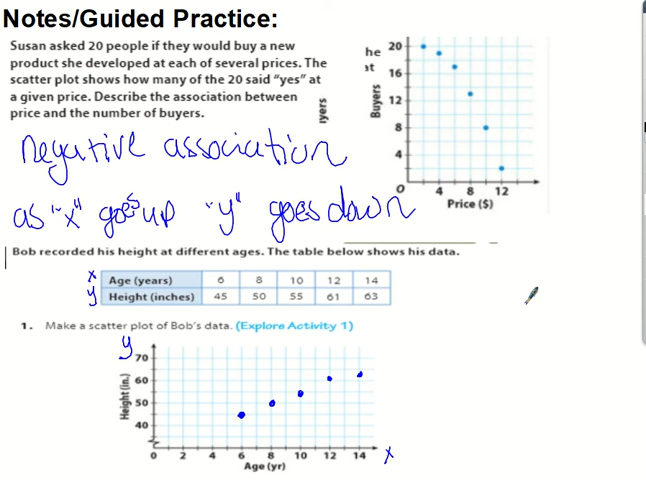 Notes/Guided Practice:
Susan asked 20 people if they would buy a new
product she developed at each of several prices. The
scatter plot shows how many of the 20 said "yes" at
a given price. Describe the association between
price and the number of buyers.
he
at
iyers
Buyers
20
16
12
8
4
O 4 8 12
Price ($)
negative association
as "x" goes up "y" goes down
Bob recorded his height at different ages. The table below shows his data.
x Age (years) 6 8 10 12 14
y Height (inches) 45 50 55 61 63
1. Make a scatter plot of Bob's data. (Explore Activity 1)
y
Height (in.)
70
60
50
40
0 2 4 6 8 10 12 14 x
Age (yr)